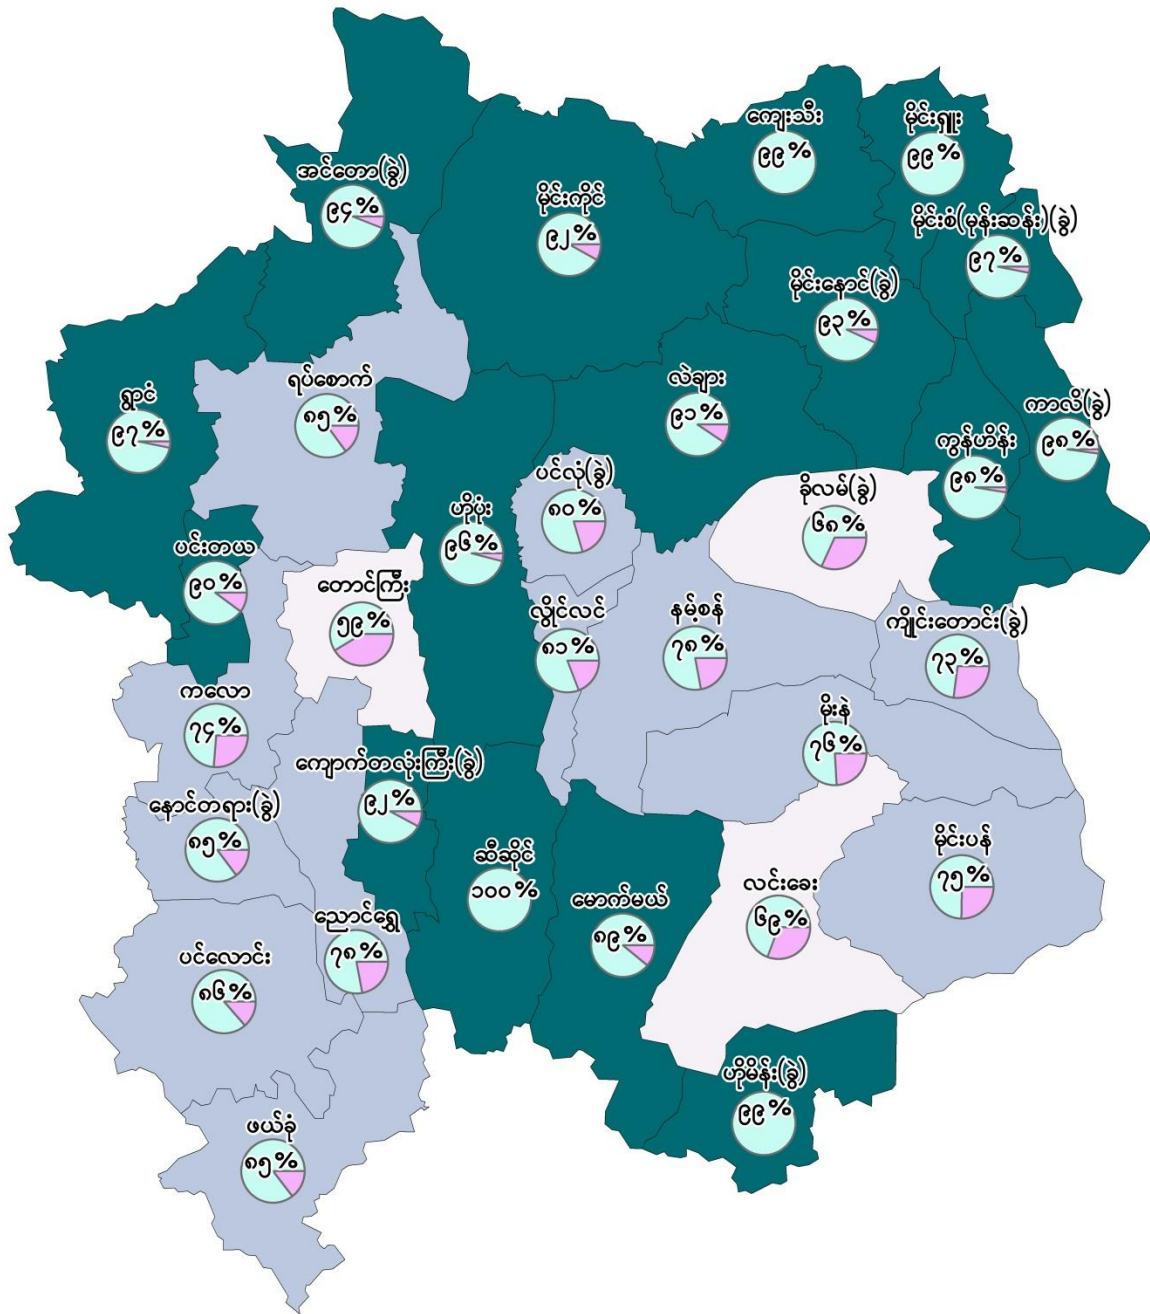 ကျေးသီး
၉၉%
မိုင်းရှူး
၉၉%
အင်တော(ခွဲ)
၉၄%
မိုင်းကိုင်
၉၂%
မိုင်းစံ(မုန်းဆန်း)(ခွဲ)
၉၇%
မိုင်းနောင်(ခွဲ)
၉၃%
ရပ်စောက်
၈၅%
လဲချား
၉၁%
ရွာငံ
၉၇%
ကာလိ(ခွဲ)
၉၈%
ကွန်ဟိန်း
၉၈%
ပင်လုံ(ခွဲ)
၈၀%
ခိုလမ်(ခွဲ)
၆၈%
ဟိုပုံး
၉၆%
ပင်းတယ
၉၀%
တောင်ကြီး
၅၉%
လွိုင်လင်
၈၁%
နမ့်စန်
၇၈%
ကျိုင်းတောင်း(ခွဲ)
၇၃%
ကလော
၇၄%
မိုးနဲ
၇၆%
ကျောက်တလုံးကြီး(ခွဲ)
၉၂%
နောင်တရား(ခွဲ)
၈၅%
ဆီဆိုင်
၁၀၀%
မိုင်းပန်
၇၅%
လင်းခေး
၆၉%
မောက်မယ်
၈၉%
ညောင်ရွှေ
၇၈%
ပင်လောင်း
၈၆%
ဟိုမိန်း(ခွဲ)
၉၉%
ဖယ်ခုံ
၈၅%